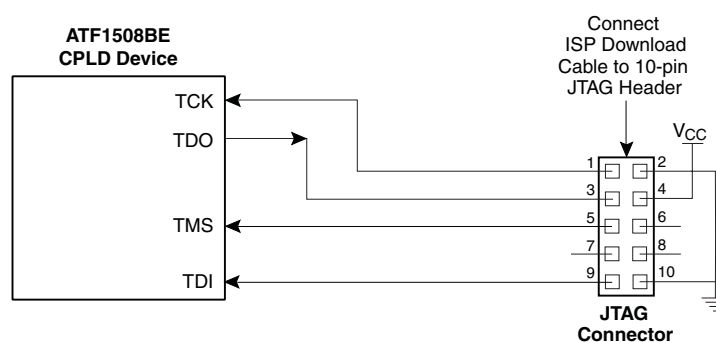 ATF1508BE
CPLD Device
Connect
ISP Download
Cable to 10-pin
JTAG Header
TCK
TDO
TMS
TDI
VCC
1
2
3
4
5
6
7
8
9
10
JTAG
Connector